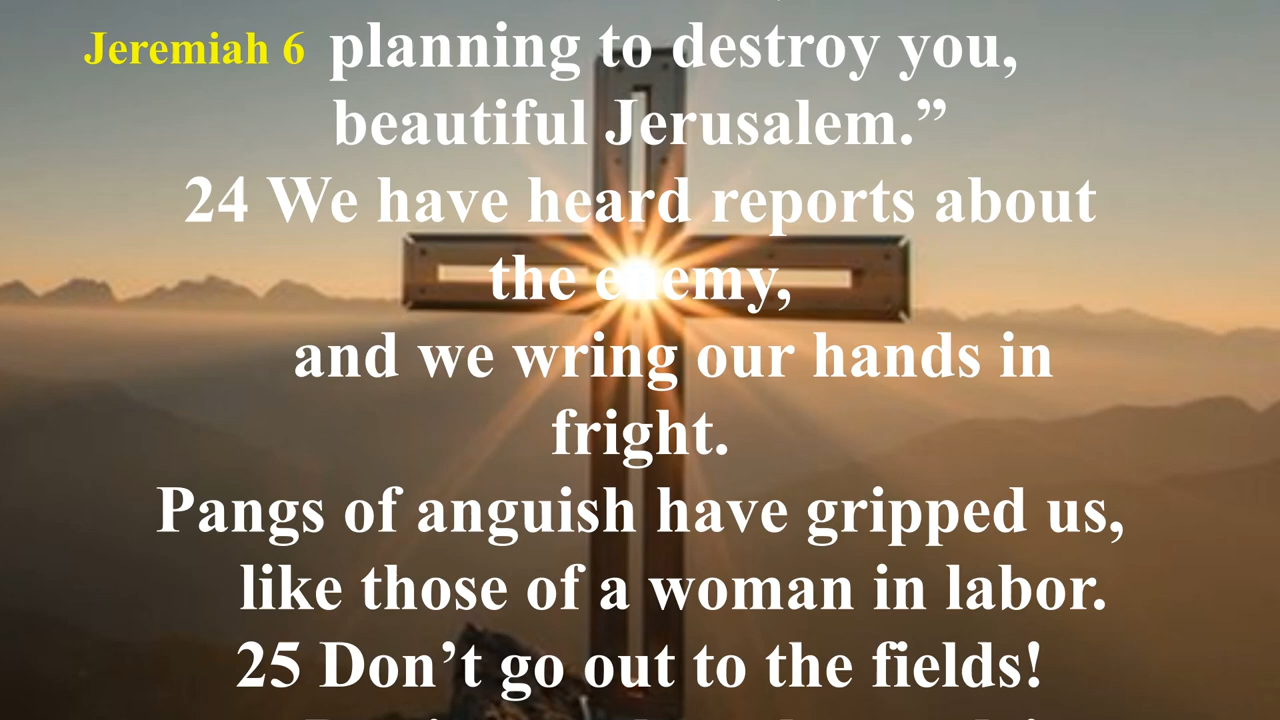 Jeremiah 6 planning to destroy you,
beautiful Jerusalem.”
24 We have heard reports about
the enemy,
and we wring our hands in
fright.
Pangs of anguish have gripped us,
like those of a woman in labor.
25 Don’t go out to the fields!